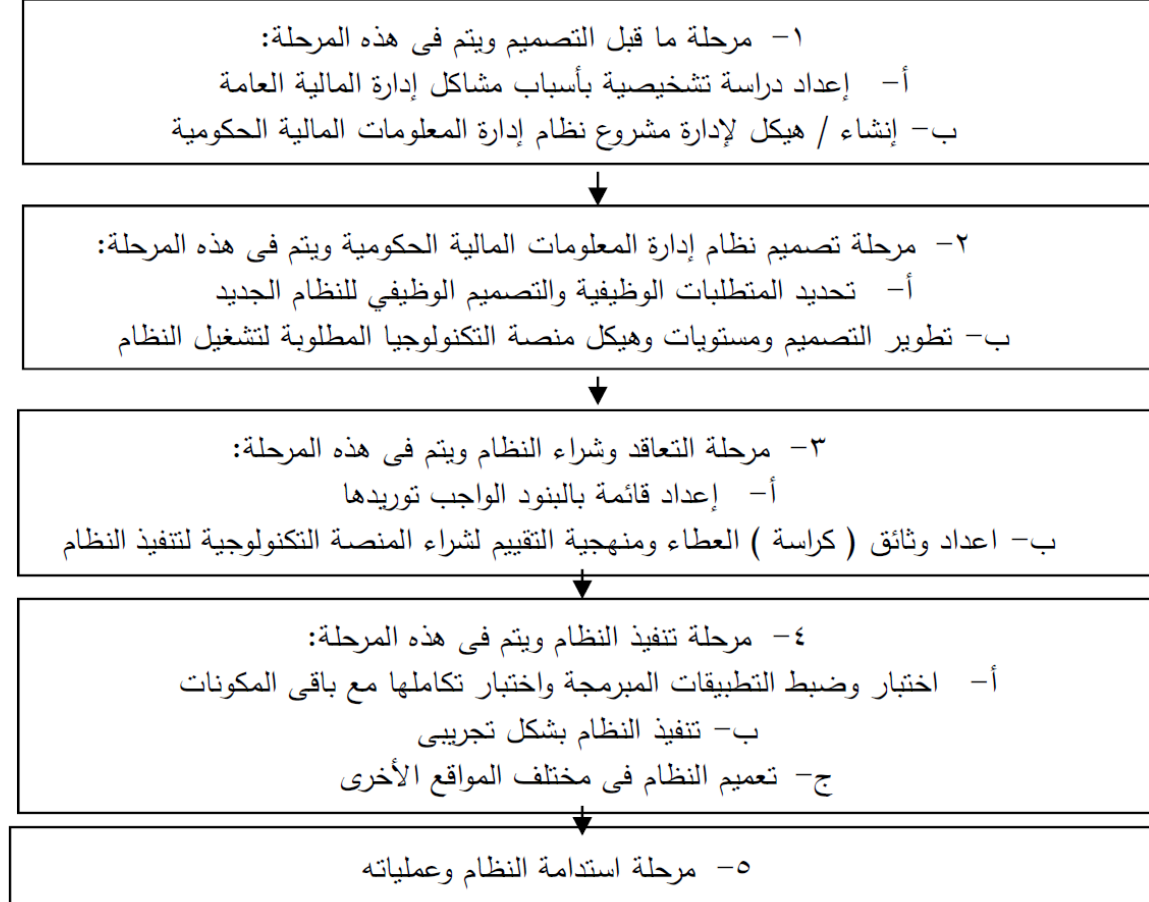 ١- مرحلة ما قبل التصميم ويتم فى هذه المرحلة:
أ- إعداد دراسة تشخيصية بأسباب مشاكل إدارة المالية العامة
ب- إنشاء / هيكل لإدارة مشروع نظام إدارة المعلومات المالية الحكومية
٢- مرحلة تصميم نظام إدارة المعلومات المالية الحكومية ويتم فى هذه المرحلة:
أ- تحديد المتطلبات الوظيفية والتصميم الوظيفي للنظام الجديد
ب- تطوير التصميم ومستويات وهيكل منصة التكنولوجيا المطلوبة لتشغيل النظام
٣- مرحلة التعاقد وشراء النظام ويتم فى هذه المرحلة:
أ- إعداد قائمة بالبنود الواجب توريدها
ب- اعداد وثائق ( كراسة ) العطاء ومنهجية التقييم لشراء المنصة التكنولوجية لتنفيذ النظام
٤- مرحلة تنفيذ النظام ويتم فى هذه المرحلة:
أ- اختبار وضبط التطبيقات المبرمجة واختبار تكاملها مع باقى المكونات
ب- تنفيذ النظام بشكل تجريبى
ج- تعميم النظام فى مختلف المواقع الأخرى
٥- مرحلة استدامة النظام وعملياته